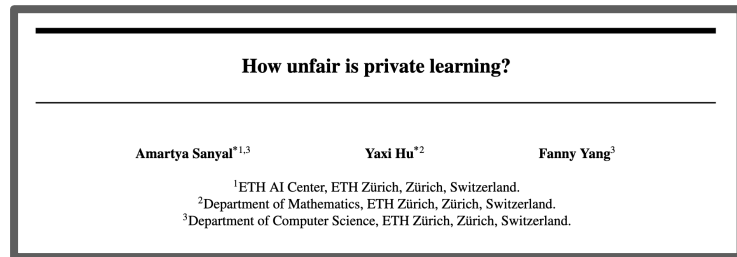 How unfair is private learning?
Amartya Sanyal*1,3 Yaxi Hu*2 Fanny Yang3
1ETH AI Center, ETH Zürich, Zürich, Switzerland.
2Department of Mathematics, ETH Zürich, Zürich, Switzerland.
3Department of Computer Science, ETH Zürich, Zürich, Switzerland.